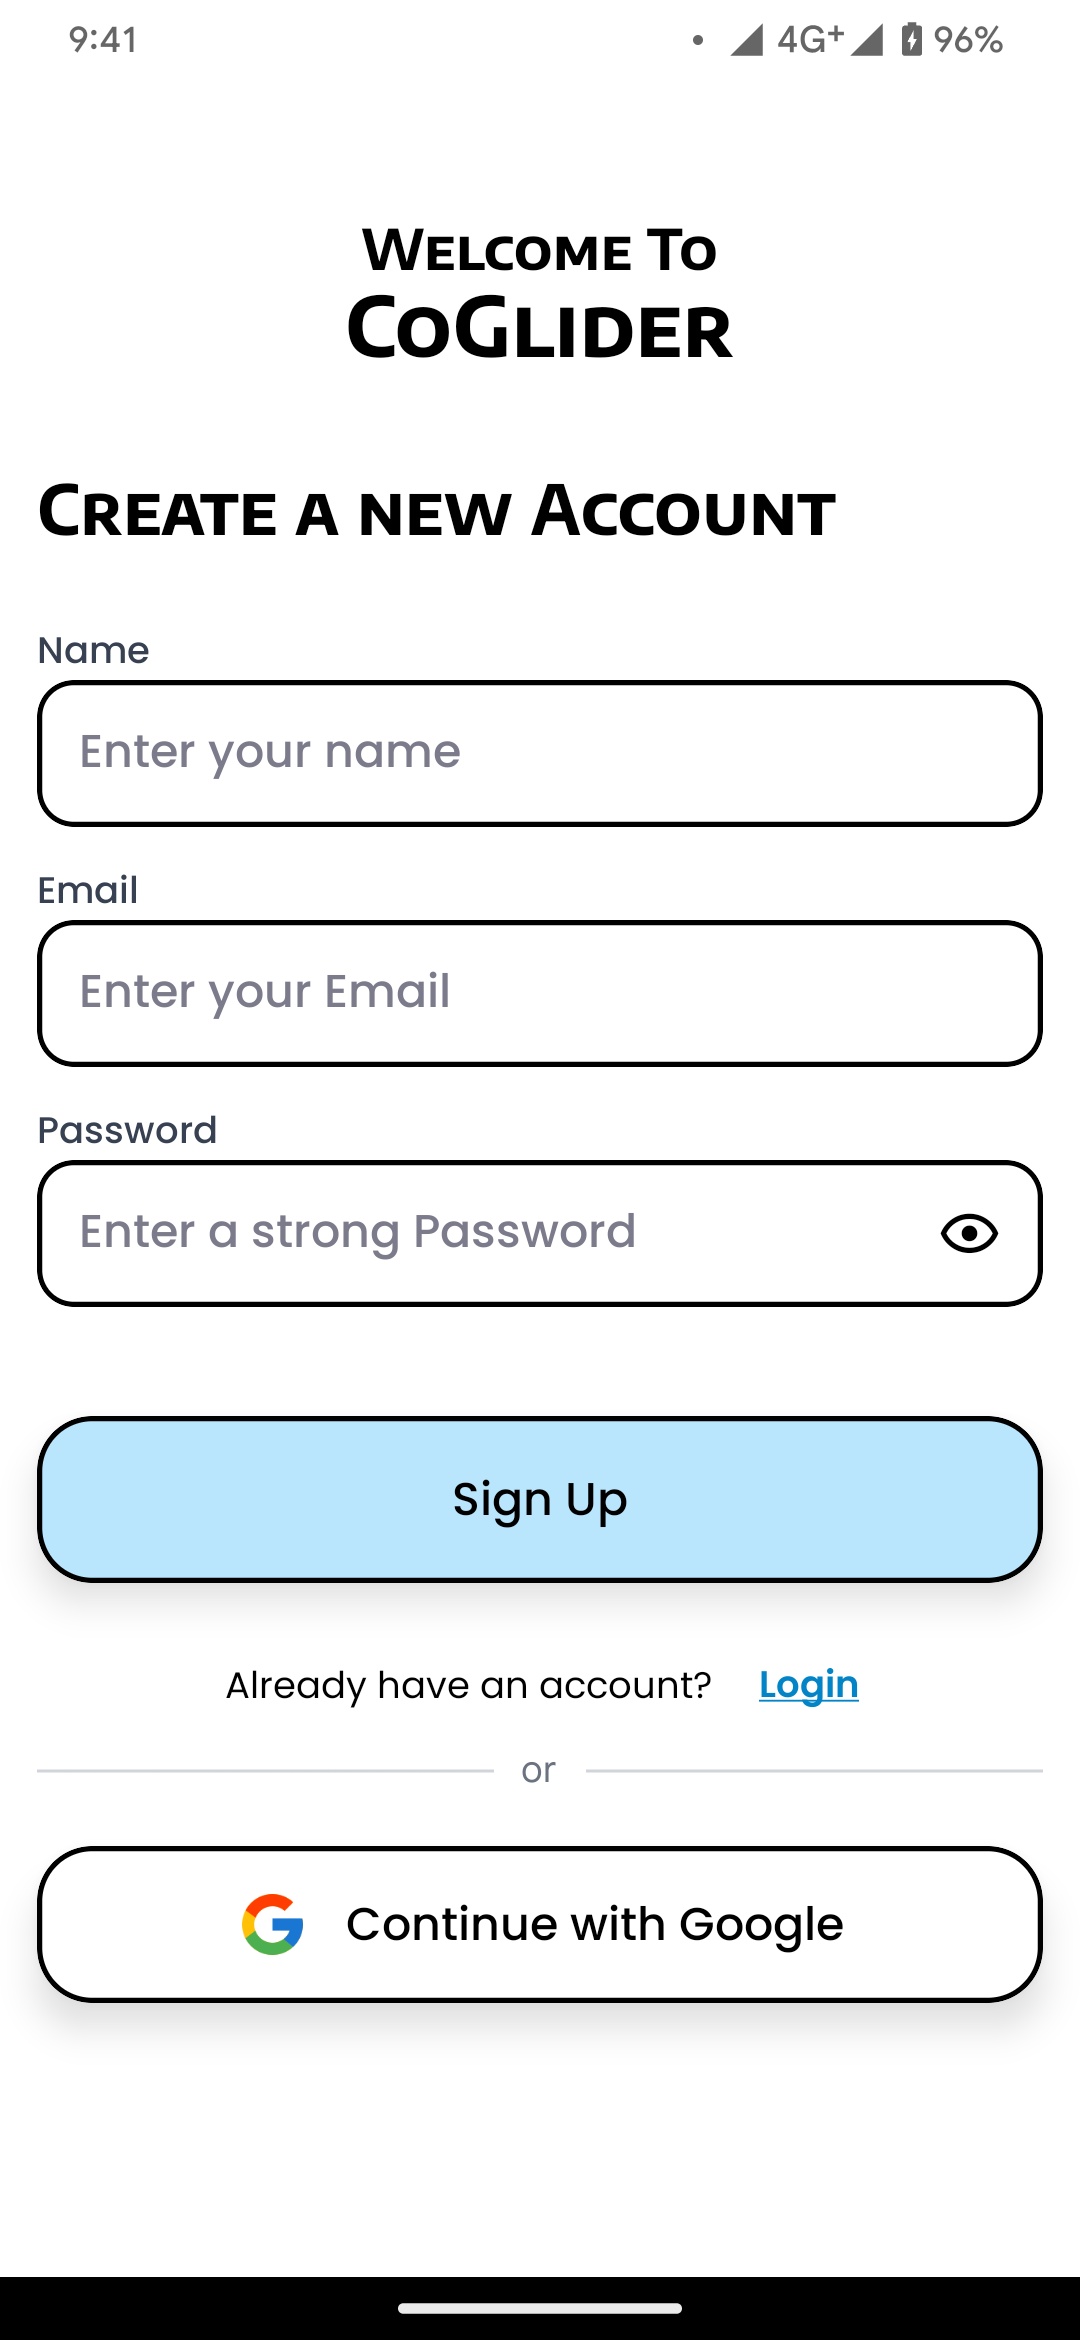 9:41 4G+ 96%
Welcome To
CoGlider
Create a new Account
Name
Enter your name
Email
Enter your Email
Password
Enter a strong Password
Sign Up
Already have an account? Login
or
Continue with Google